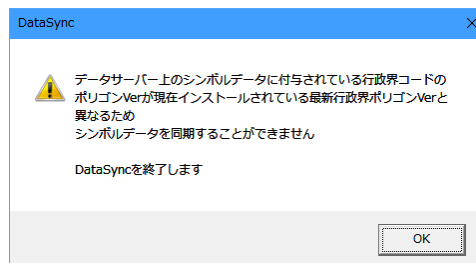 DataSync
データサーバー上のシンボルデータに付与されている行政界コードの
ポリゴンVerが現在インストールされている最新行政界ポリゴンVerと
異なるため
シンボルデータを同期することができません
DataSyncを終了します
OK